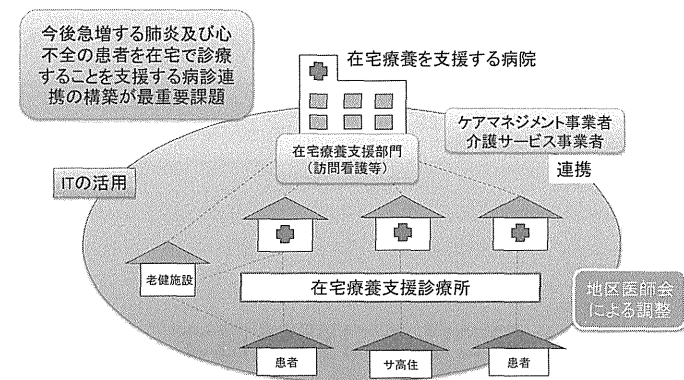 今後急増する肺炎及び心
不全の患者を在宅で診療
することを支援する病診連
携の構築が最重要課題
在宅療養を支援する病院
ケアマネジメント事業者
介護サービス事業者
在宅療養支援部門
（訪問看護等）
連携
ITの活用
老健施設
在宅療養支援診療所
地区医師会
による調整
患者
サ高住
患者